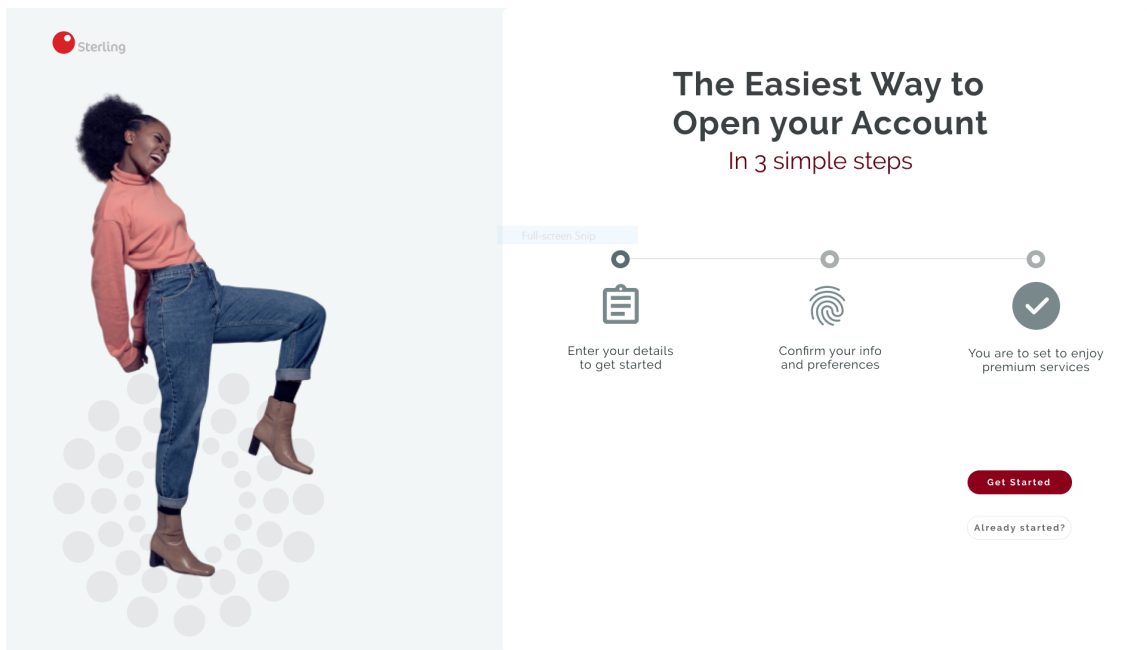 Sterling
The Easiest Way to
Open your Account
In 3 simple steps
Full-screen Snip
Enter your details
to get started
Confirm your info
and preferences
You are to set to enjoy
premium services
Get Started
Already started?